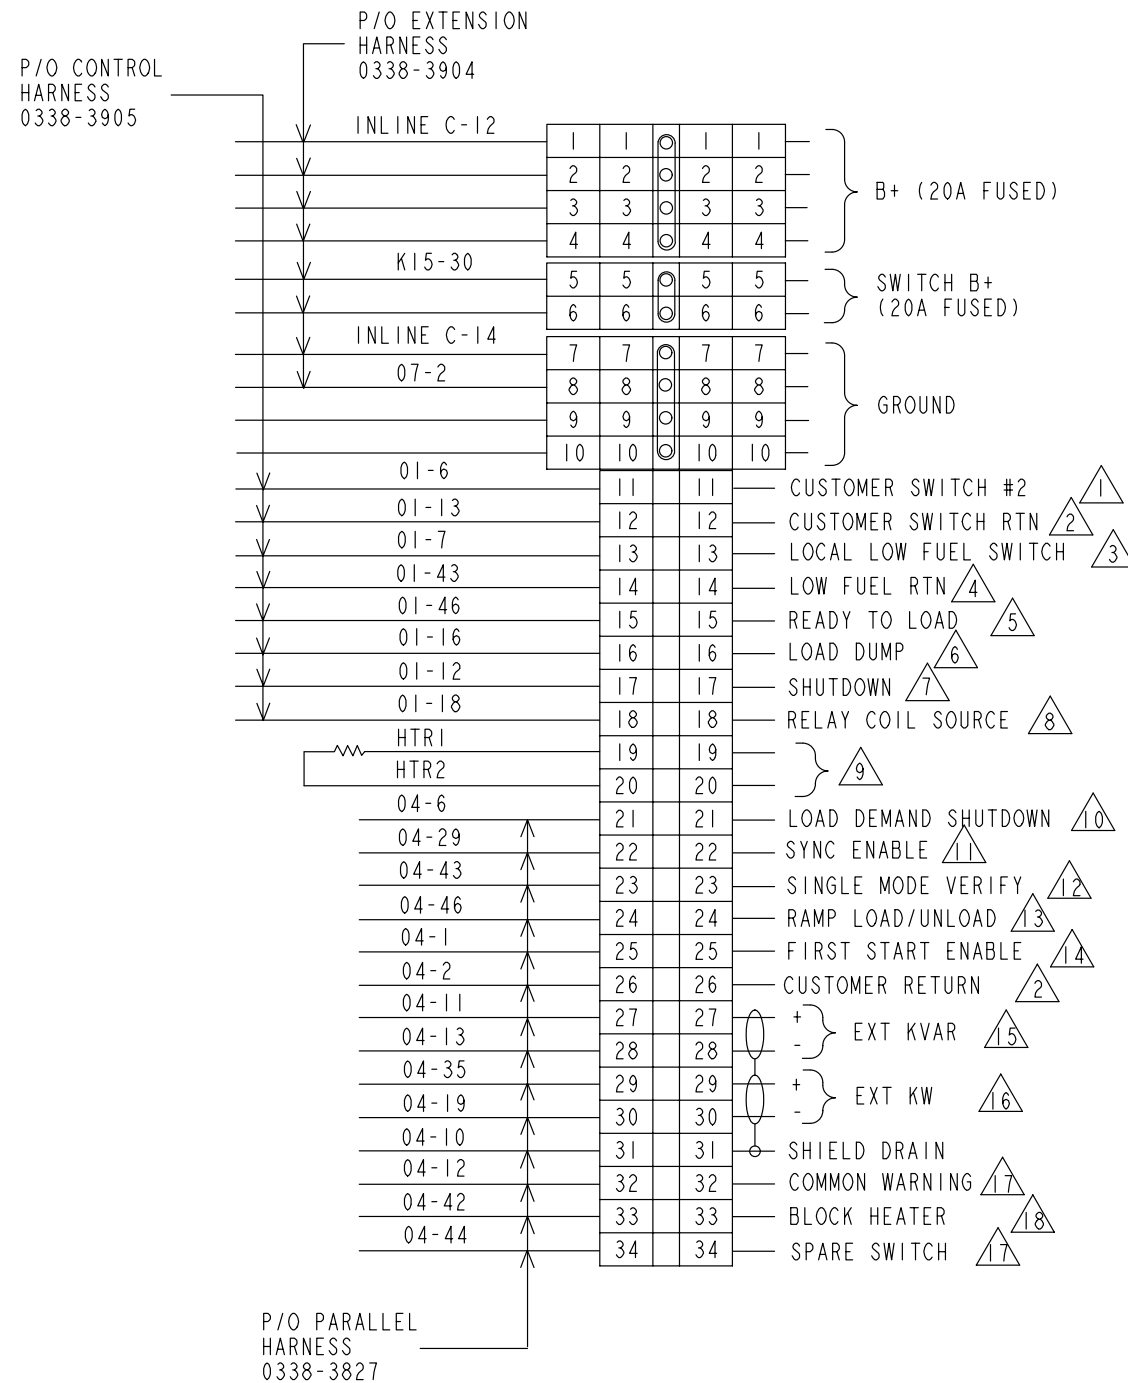 P/O EXTENSION
HARNESS
0338-3904
P/O CONTROL
HARNESS
0338-3905
INLINE C-12
1 1 1 1
2 2 2 2
3 3 3 3
4 4 4 4
B+ (20A FUSED)
K15-30
5 5 5 5
6 6 6 6
SWITCH B+
(20A FUSED)
INLINE C-14
7 7 7 7
07-2
8 8 8 8
9 9 9 9
10 10 10 10
GROUND
01-6
11 11 CUSTOMER SWITCH #2 1
01-13
12 12 CUSTOMER SWITCH RTN 2
01-7
13 13 LOCAL LOW FUEL SWITCH 3
01-43
14 14 LOW FUEL RTN 4
01-46
15 15 READY TO LOAD 5
01-16
16 16 LOAD DUMP 6
01-12
17 17 SHUTDOWN 7
01-18
18 18 RELAY COIL SOURCE 8
HTR1
19 19
9
HTR2
20 20
04-6
21 21 LOAD DEMAND SHUTDOWN 10
04-29
22 22 SYNC ENABLE 11
04-43
23 23 SINGLE MODE VERIFY 12
04-46
24 24 RAMP LOAD/UNLOAD 13
04-1
25 25 FIRST START ENABLE 14
04-2
26 26 CUSTOMER RETURN 2
04-11
27 27 +
EXT KVAR 15
04-13
28 28 -
04-35
29 29 +
EXT KW 16
04-19
30 30 -
04-10
31 31 SHIELD DRAIN
04-12
32 32 COMMON WARNING 17
04-42
33 33 BLOCK HEATER 18
04-44
34 34 SPARE SWITCH 17
P/O PARALLEL
HARNESS
0338-3827